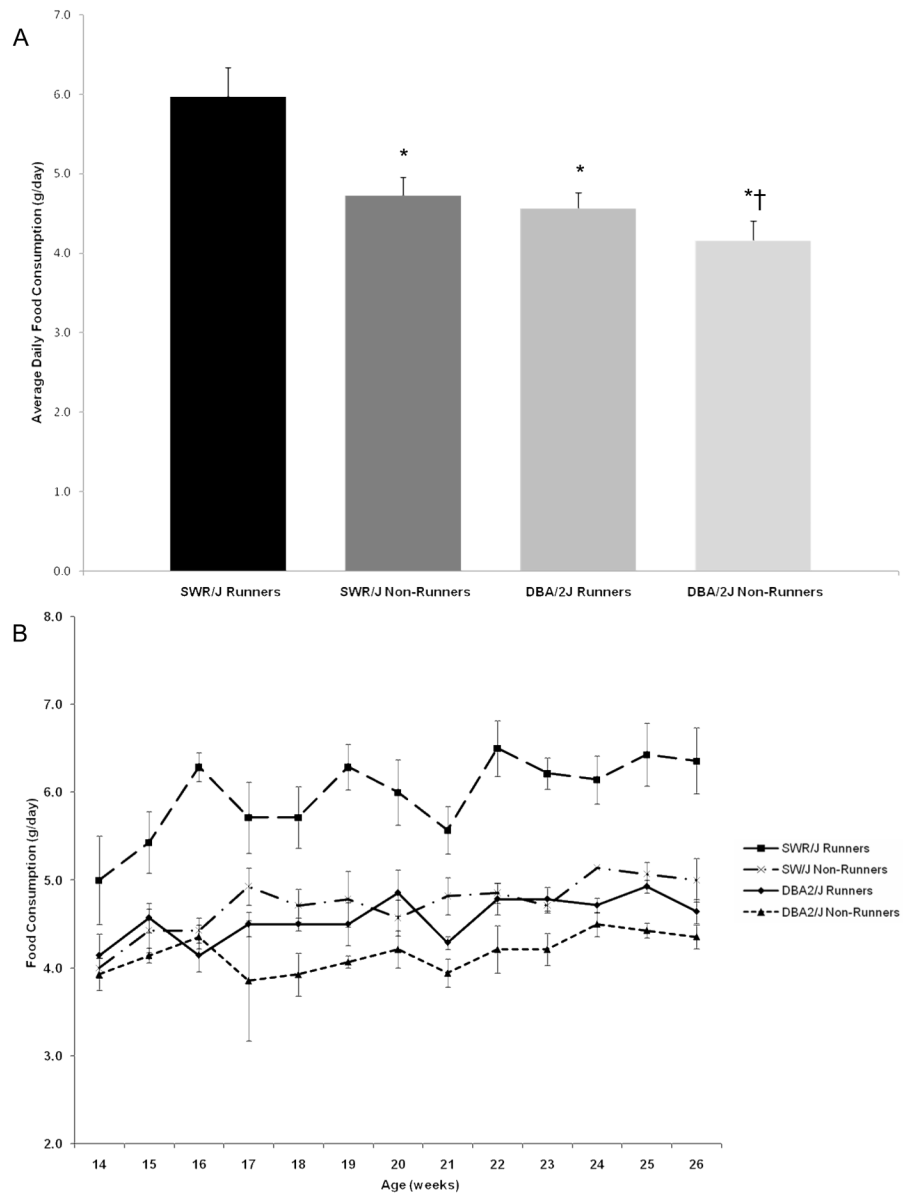 A
Average Daily Food Consumption (g/day)
7.0
6.0
5.0
4.0
3.0
2.0
1.0
0.0
*
*
*†
SWR/J Runners
SWR/J Non-Runners
DBA/2J Runners
DBA/2J Non-Runners
B
Food Consumption (g/day)
8.0
7.0
6.0
5.0
4.0
3.0
2.0
14 15 16 17 18 19 20 21 22 23 24 25 26
Age (weeks)
SWR/J Runners
SW/J Non-Runners
DBA2/J Runners
DBA2/J Non-Runners